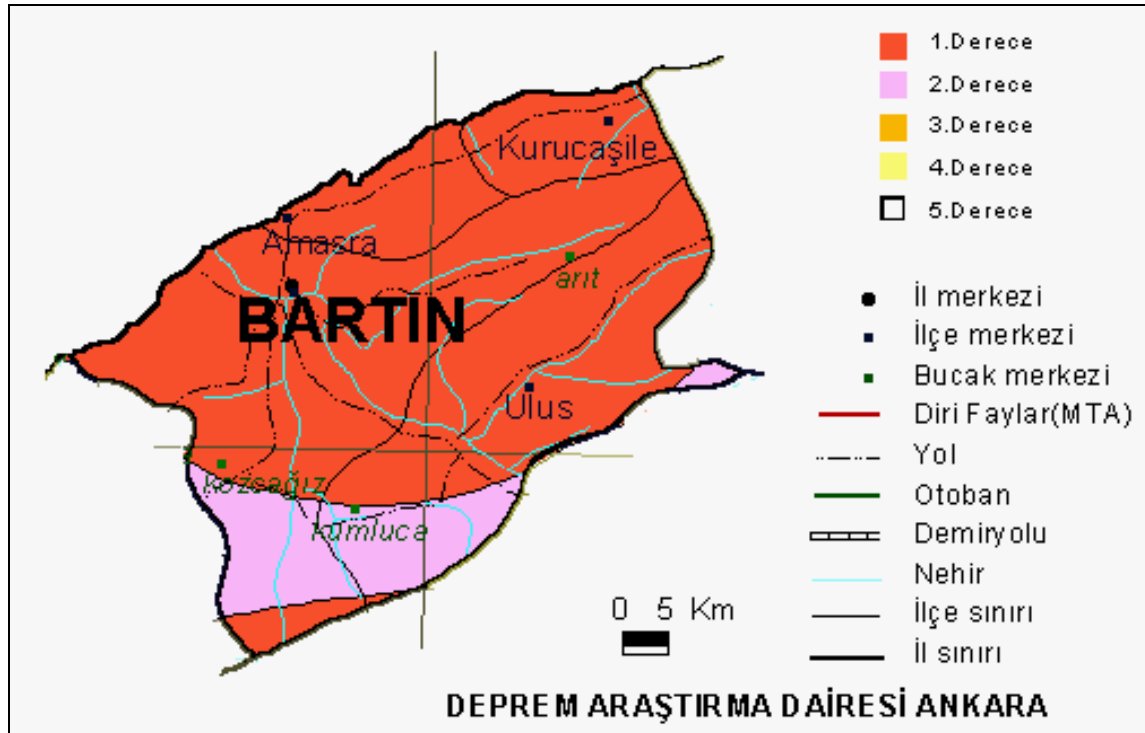 1.Derece
2.Derece
3.Derece
4.Derece
5.Derece
Kurucaşile
Amasra
arıt
BARTIN
Ulus
kozcağız
kumluca
İl merkezi
İlçe merkezi
Bucak merkezi
Diri Faylar(MTA)
Yol
Otoban
Demiryolu
Nehir
İlçe sınırı
İl sınırı
0 5 Km
DEPREM ARAŞTIRMA DAİRESİ ANKARA